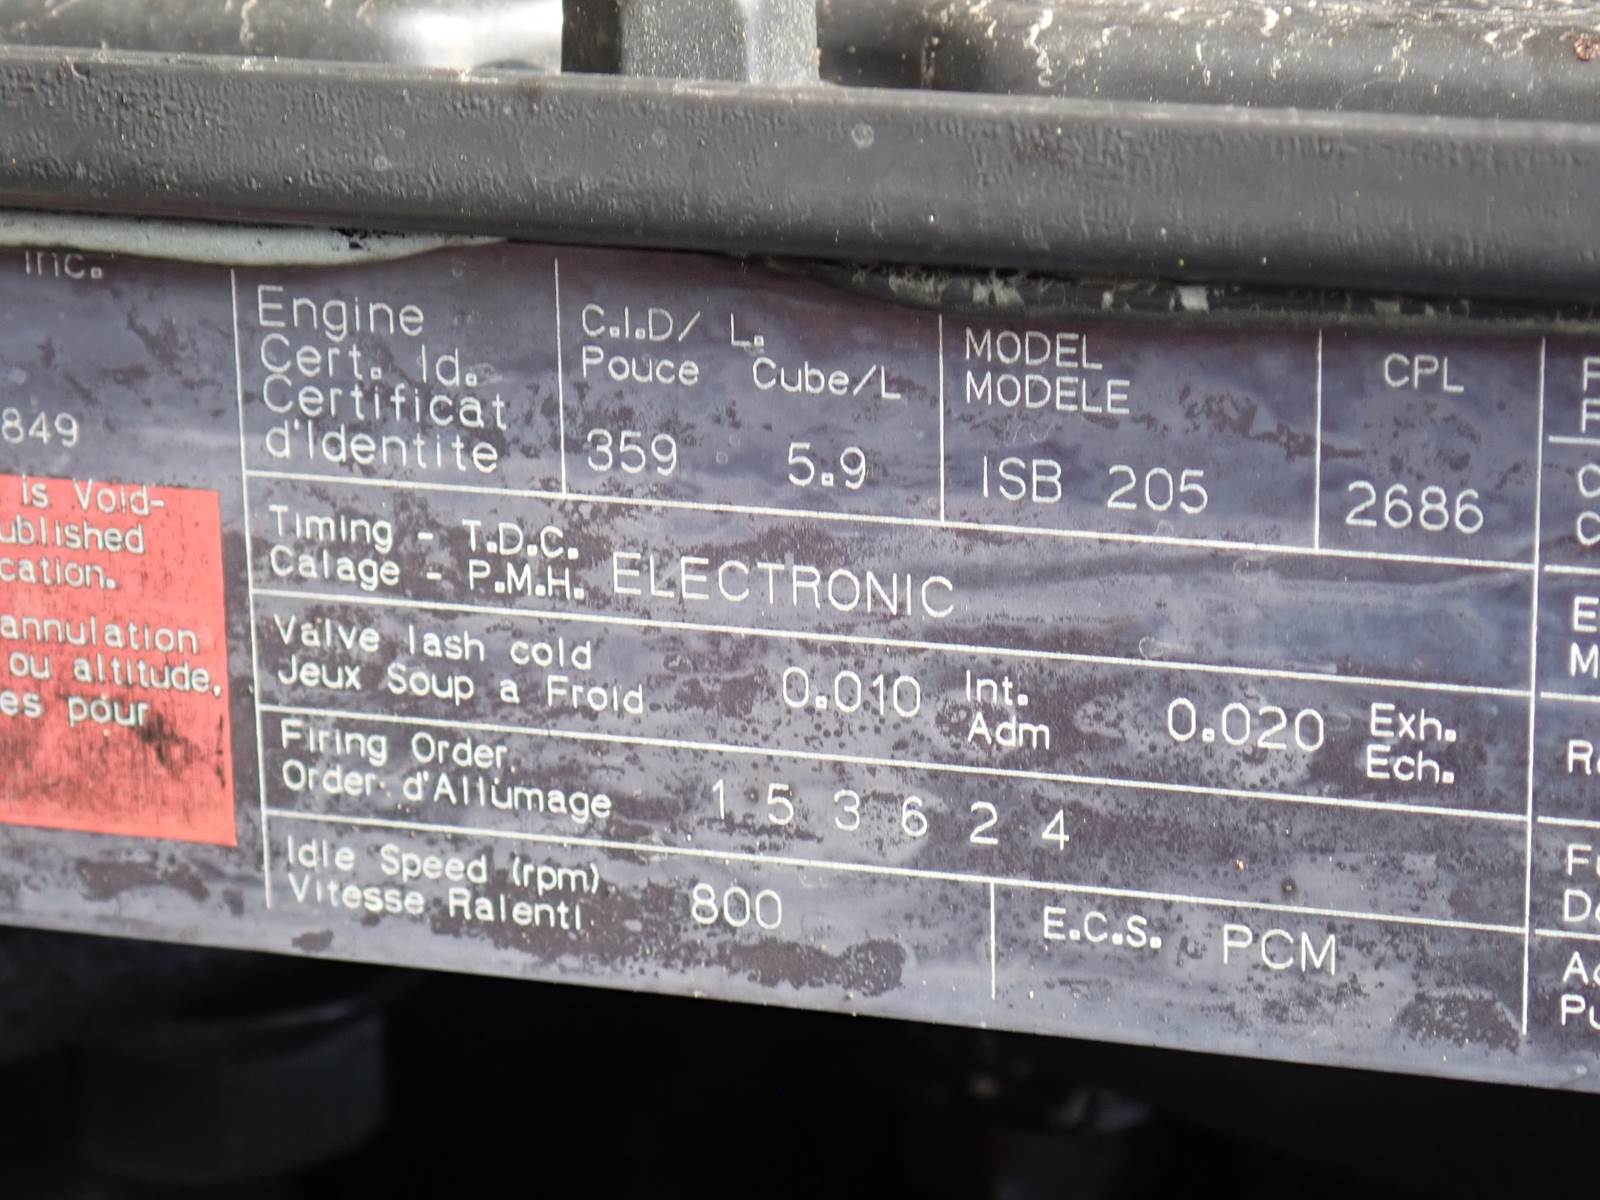 Inc.
849
is Void-
ublished
cation.
annulation
ou altitude,
es pour
Engine
Cert. Id.
Certificat
d'Identite
C.I.D/ L.
Pouce Cube/L
359 5.9
MODEL
MODELE
ISB 205
CPL
2686
Timing - T.D.C.
Calage - P.M.H. ELECTRONIC
Valve lash cold
Jeux Soup a Froid
0.010 Int.
Adm
0.020 Exh.
Ech.
Firing Order
Order d'Allumage
1 5 3 6 2 4
Idle Speed (rpm)
Vitesse Ralenti
800
E.C.S. PCM